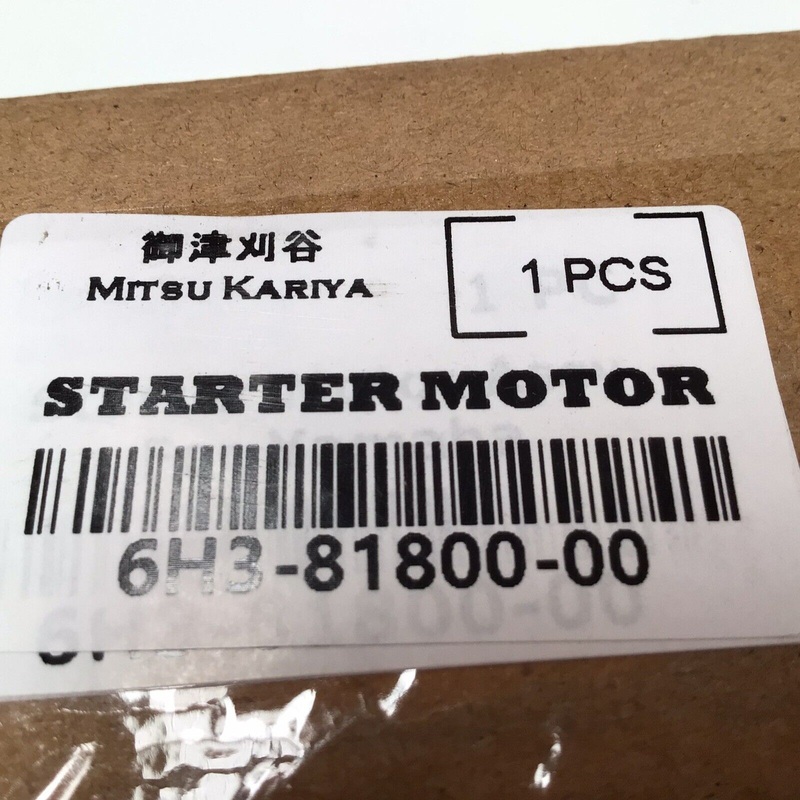 御津刈谷
MITSU KARIYA
1 PCS
STARTER MOTOR
6H3-81800-00